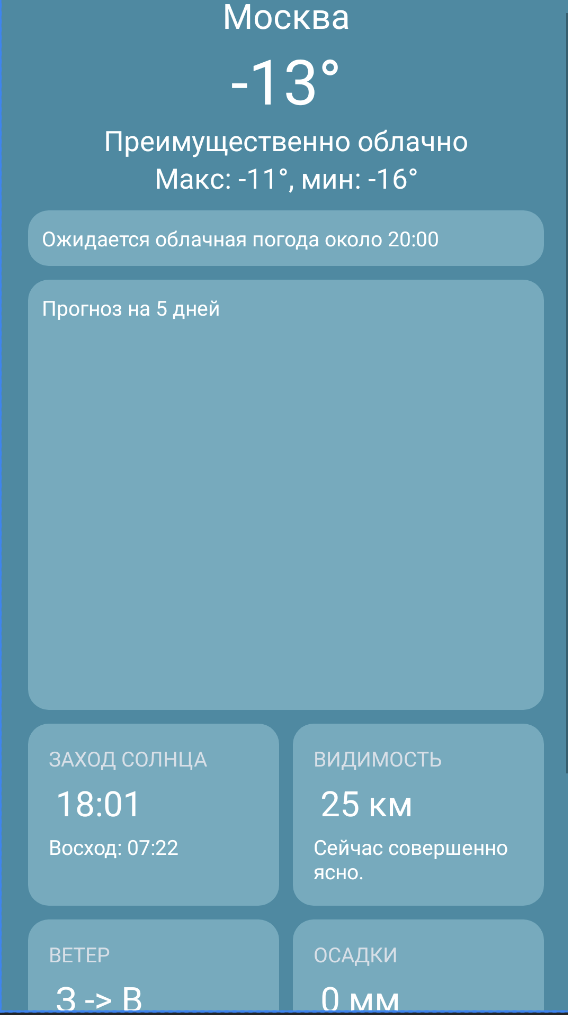 Москва
-13°
Преимущественно облачно
Макс: -11°, мин: -16°
Ожидается облачная погода около 20:00
Прогноз на 5 дней
ЗАХОД СОЛНЦА
18:01
Восход: 07:22
ВИДИМОСТЬ
25 км
Сейчас совершенно
ясно.
ВЕТЕР
З -> В
ОСАДКИ
0 мм